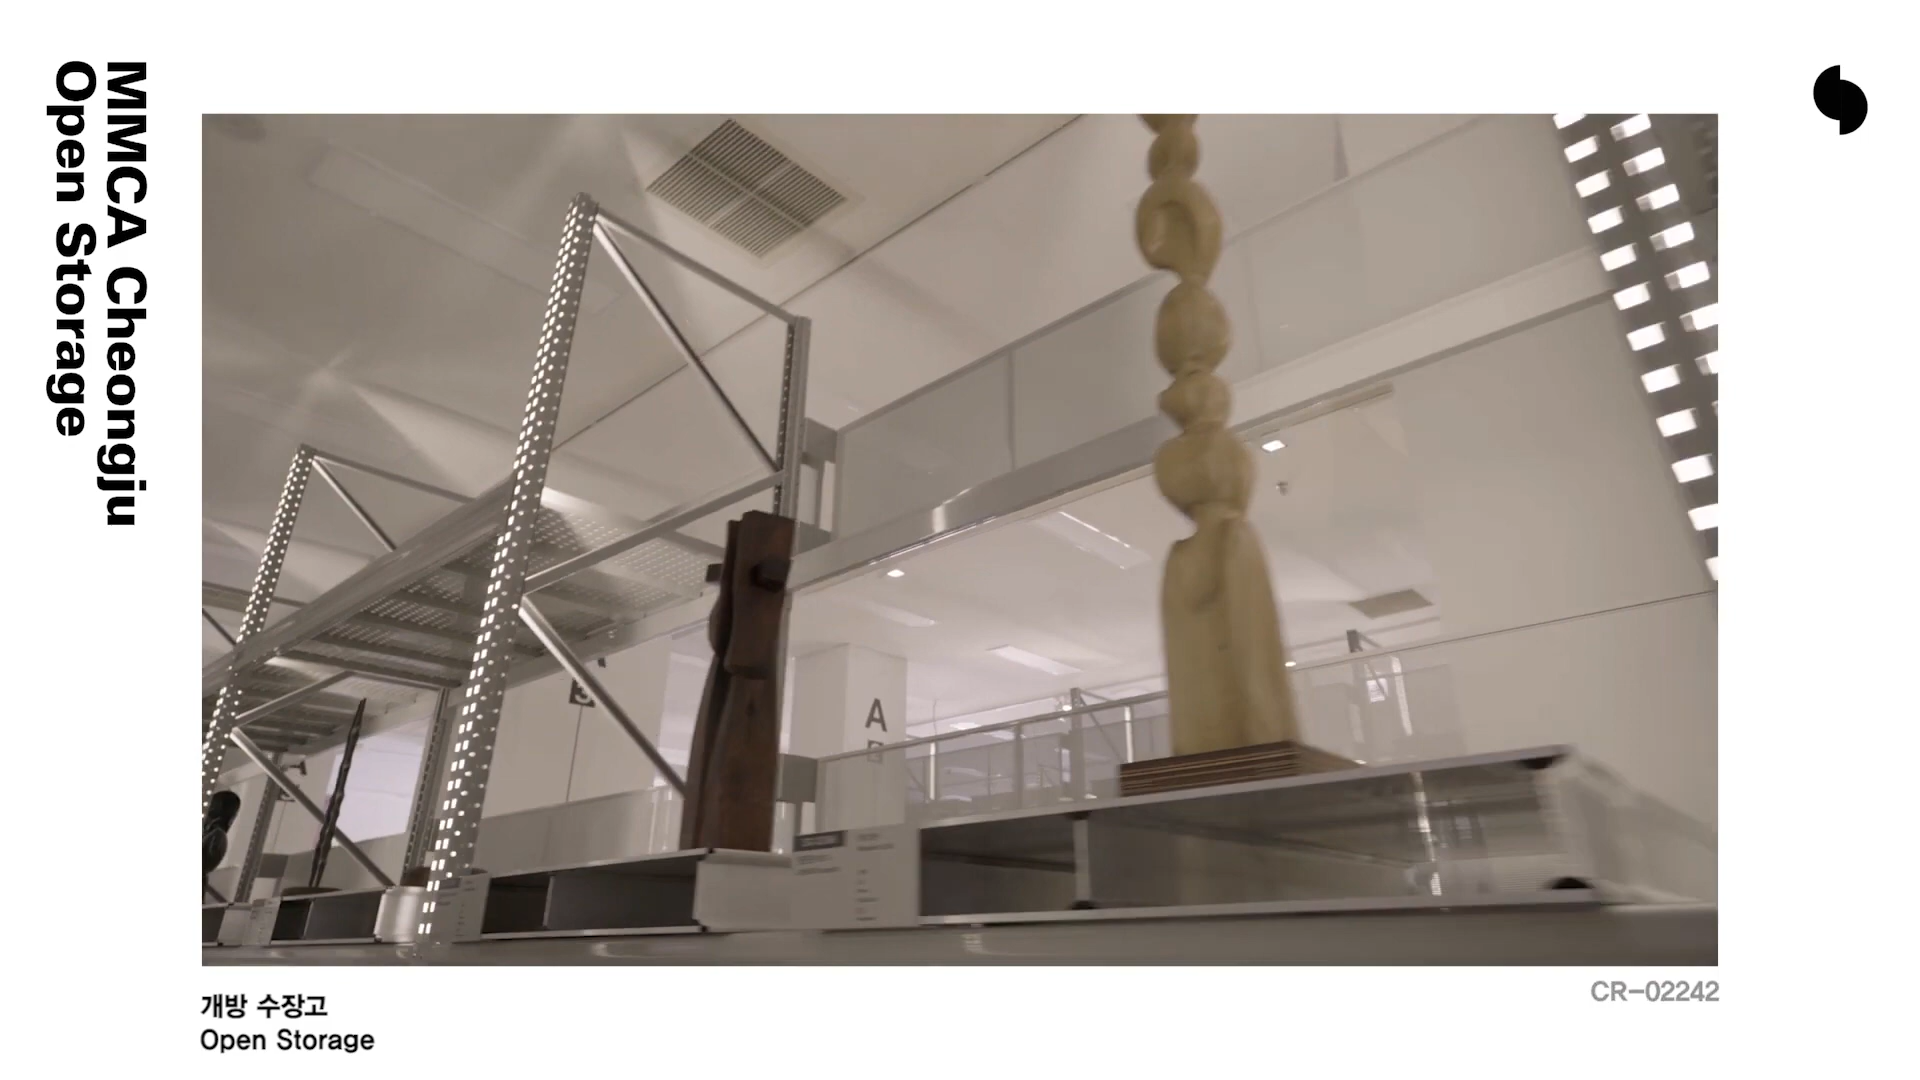 MMCA Cheongju
Open Storage
A
개방 수장고
Open Storage
CR-02242